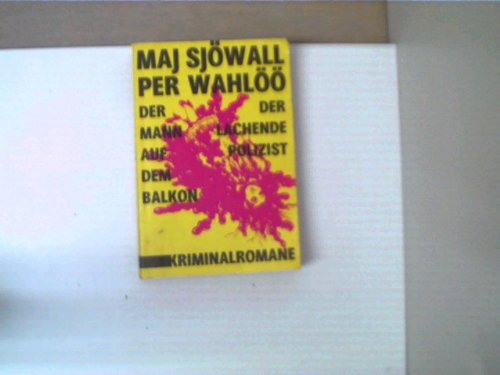 MAJ SJÖWALL
PER WAHLÖÖ
DER
MANN
AUF
DEM
BALKON
DER
LACHENDE
POLIZIST
KRIMINALROMANE